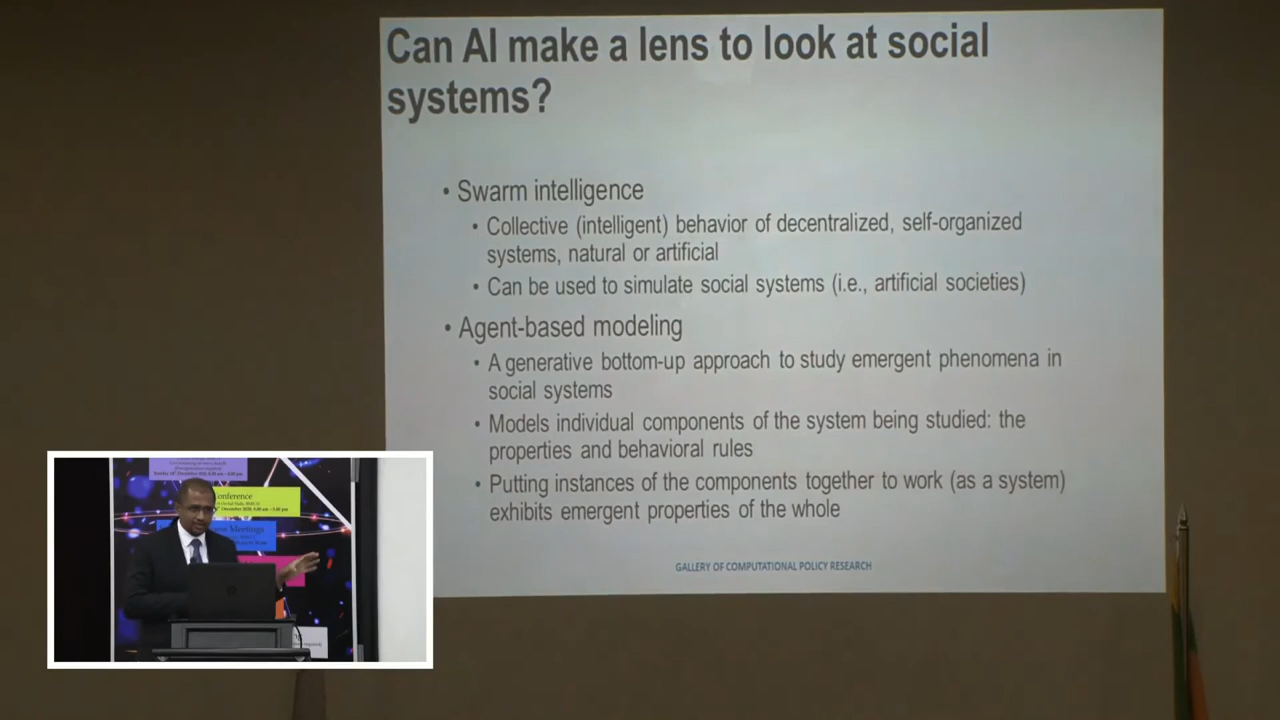 Can AI make a lens to look at social
systems?
• Swarm intelligence
• Collective (intelligent) behavior of decentralized, self-organized
systems, natural or artificial
• Can be used to simulate social systems (i.e., artificial societies)
• Agent-based modeling
• A generative bottom-up approach to study emergent phenomena in
social systems
• Models individual components of the system being studied: the
properties and behavioral rules
• Putting instances of the components together to work (as a system)
exhibits emergent properties of the whole
GALLERY OF COMPUTATIONAL POLICY RESEARCH
onference
December 2020,
Meetings